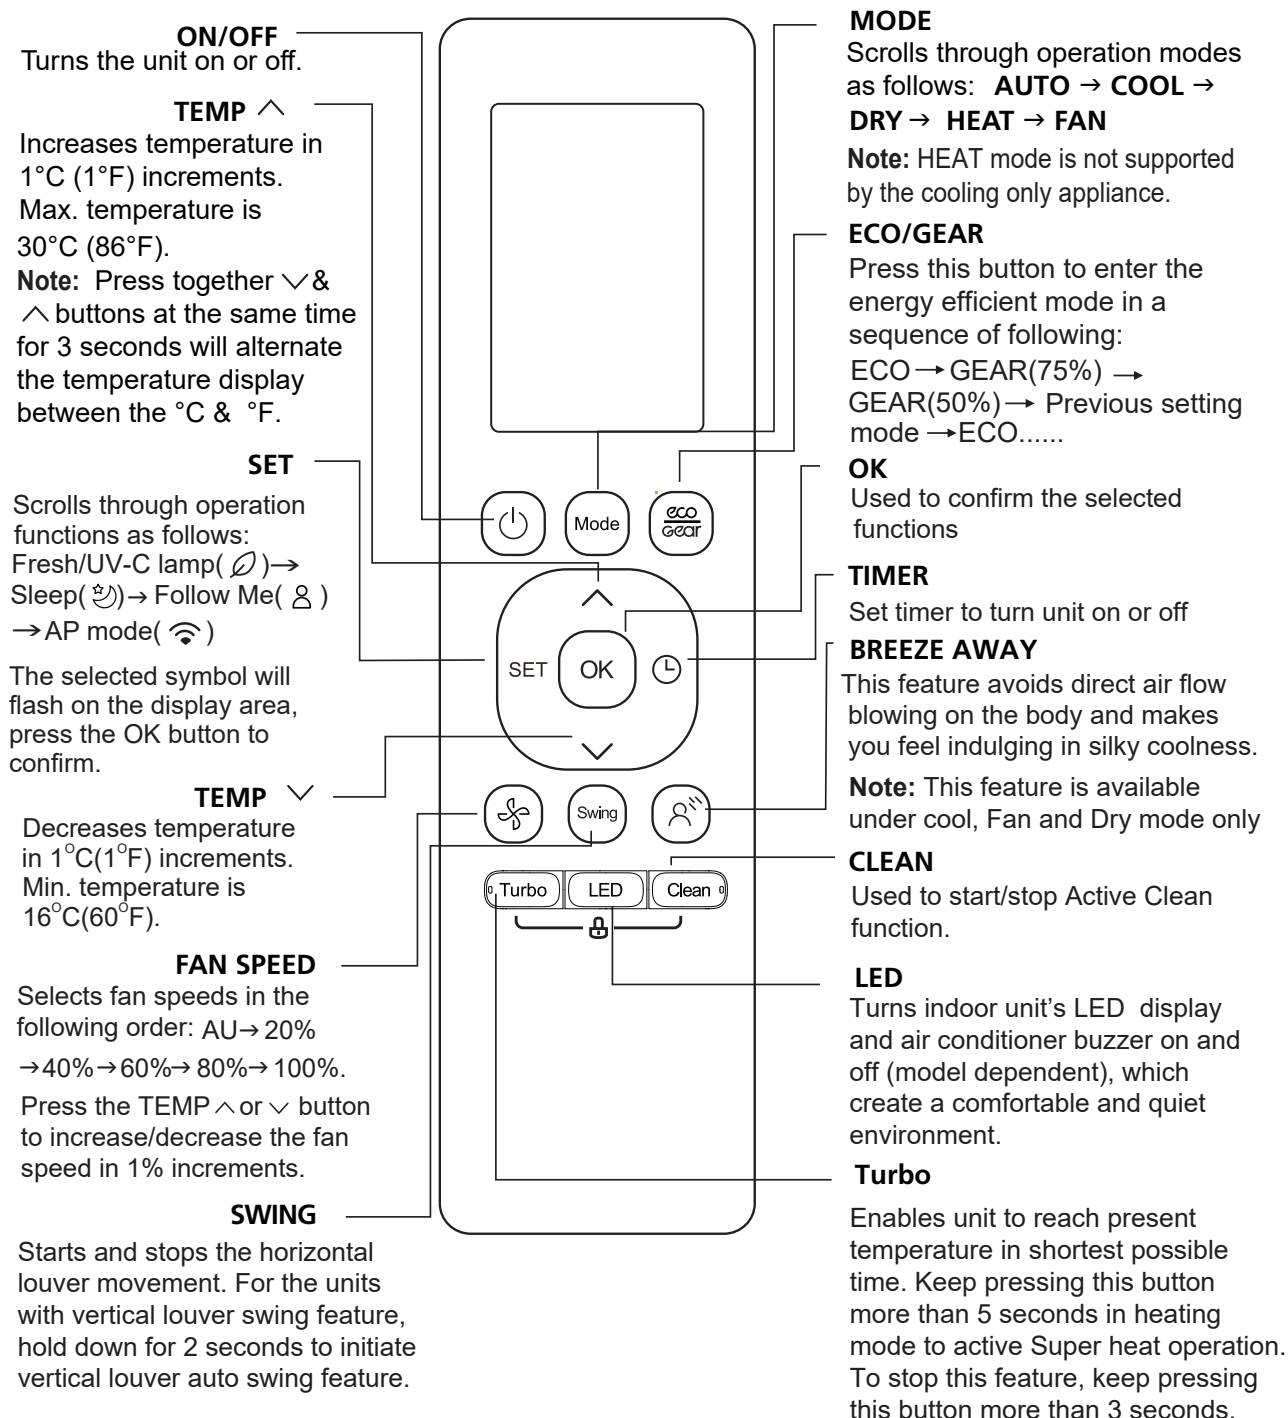 ON/OFF
Turns the unit on or off.
TEMP ︿
Increases temperature in
1°C (1°F) increments.
Max. temperature is
30°C (86°F).
Note: Press together ﹀&
︿ buttons at the same time
for 3 seconds will alternate
the temperature display
between the °C & °F.
SET
Scrolls through operation
functions as follows:
Fresh/UV-C lamp( )→
Sleep( )→ Follow Me( )
→AP mode( )
The selected symbol will
flash on the display area,
press the OK button to
confirm.
TEMP ﹀
Decreases temperature
in 1°C(1°F) increments.
Min. temperature is
16°C(60°F).
FAN SPEED
Selects fan speeds in the
following order: AU→ 20%
→40%→60%→ 80%→ 100%.
Press the TEMP ︿ or ﹀ button
to increase/decrease the fan
speed in 1% increments.
SWING
Starts and stops the horizontal
louver movement. For the units
with vertical louver swing feature,
hold down for 2 seconds to initiate
vertical louver auto swing feature.
Mode
eco
Gear
SET
OK
Swing
Turbo
LED
Clean
MODE
Scrolls through operation modes
as follows: AUTO → COOL →
DRY → HEAT → FAN
Note: HEAT mode is not supported
by the cooling only appliance.
ECO/GEAR
Press this button to enter the
energy efficient mode in a
sequence of following:
ECO → GEAR(75%) →
GEAR(50%)→ Previous setting
mode →ECO......
OK
Used to confirm the selected
functions
TIMER
Set timer to turn unit on or off
BREEZE AWAY
This feature avoids direct air flow
blowing on the body and makes
you feel indulging in silky coolness.
Note: This feature is available
under cool, Fan and Dry mode only
CLEAN
Used to start/stop Active Clean
function.
LED
Turns indoor unit's LED display
and air conditioner buzzer on and
off (model dependent), which
create a comfortable and quiet
environment.
Turbo
Enables unit to reach present
temperature in shortest possible
time. Keep pressing this button
more than 5 seconds in heating
mode to active Super heat operation.
To stop this feature, keep pressing
this button more than 3 seconds.